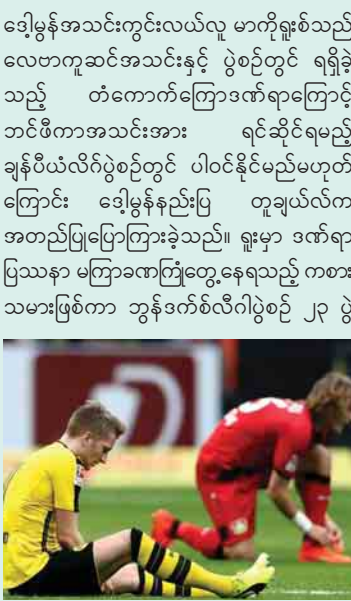 ဒေါ့မွန်အသင်းကွင်းလယ်လူ မာကိုရူးစ်သည်
လေဗာကူဆင်အသင်းနှင့် ပွဲစဉ်တွင် ရရှိခဲ့
သည့် တံကောက်ကြောဒဏ်ရာကြောင့်
ဘင်ဖီကာအသင်းအား ရင်ဆိုင်ရမည့်
ချန်ပီယံလိဂ်ပွဲစဉ်တွင် ပါဝင်နိုင်မည်မဟုတ်
ကြောင်း ဒေါ့မွန်နည်းပြ တူချယ်လ်က
အတည်ပြုပြောကြားခဲ့သည်။ ရူးမှာ ဒဏ်ရာ
ပြဿနာ မကြာခဏကြုံတွေ့နေရသည့် ကစား
သမားဖြစ်ကာ ဘွန်ဒက်စ်လီဂါပွဲစဉ် ၂၃ ပွဲ